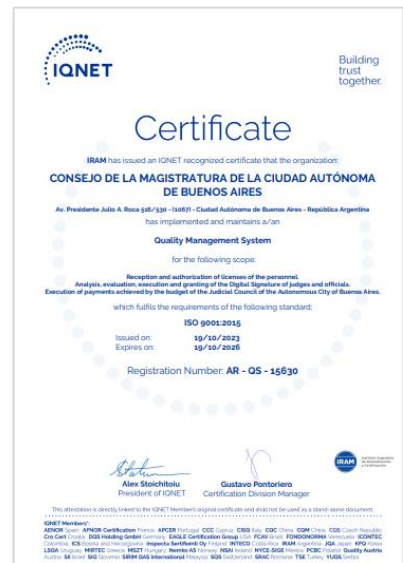 IQNET
Building
trust
together.
Certificate
IRAM has issued an IQNET recognized certificate that the organization:
CONSEJO DE LA MAGISTRATURA DE LA CIUDAD AUTÓNOMA
DE BUENOS AIRES
Av. Presidente Julio A. Roca 516/530 - (1067) - Ciudad Autónoma de Buenos Aires - República Argentina
has implemented and maintains a/an
Quality Management System
for the following scope:
Reception and authorization of licenses of the personnel.
Analysis, evaluation, execution and granting of the Digital Signature of judges and officials.
Execution of payments achieved by the budget of the Judicial Council of the Autonomous City of Buenos Aires.
which fulfils the requirements of the following standard:
ISO 9001:2015
Issued on: 19/10/2023
Expires on: 19/10/2026
Registration Number: AR - QS - 15630
Alex Stoichitoiu
President of IQNET
Gustavo Pontoriero
Certification Division Manager
IRAM
This attestation is directly linked to the IQNET Member's original certificate and shall not be used as a stand-alone document.
IQNET Members*:
AENOR Spain AFNOR Certification France APCER Portugal CCC Cyprus CISQ Italy CQC China CQM China CQS Czech Republic
Cro Cert Croatia DQS Holding GmbH Germany EAGLE Certification Group USA FCAV Brazil FONDONORMA Venezuela ICONTEC
Colombia ICS Bosnia and Herzegovina Inspecta Sertifiointi Oy Finland INTECO Costa Rica IRAM Argentina JQA Japan KFQ Korea
LSQA Uruguay MIRTEC Greece MSZT Hungary Nemko AS Norway NSAI Ireland NYCE-SIGE Mexico PCBC Poland Quality Austria
Austria SII Israel SIQ Slovenia SIRIM QAS International Malaysia SQS Switzerland SRAC Romania TSE Turkey YUQS Serbia